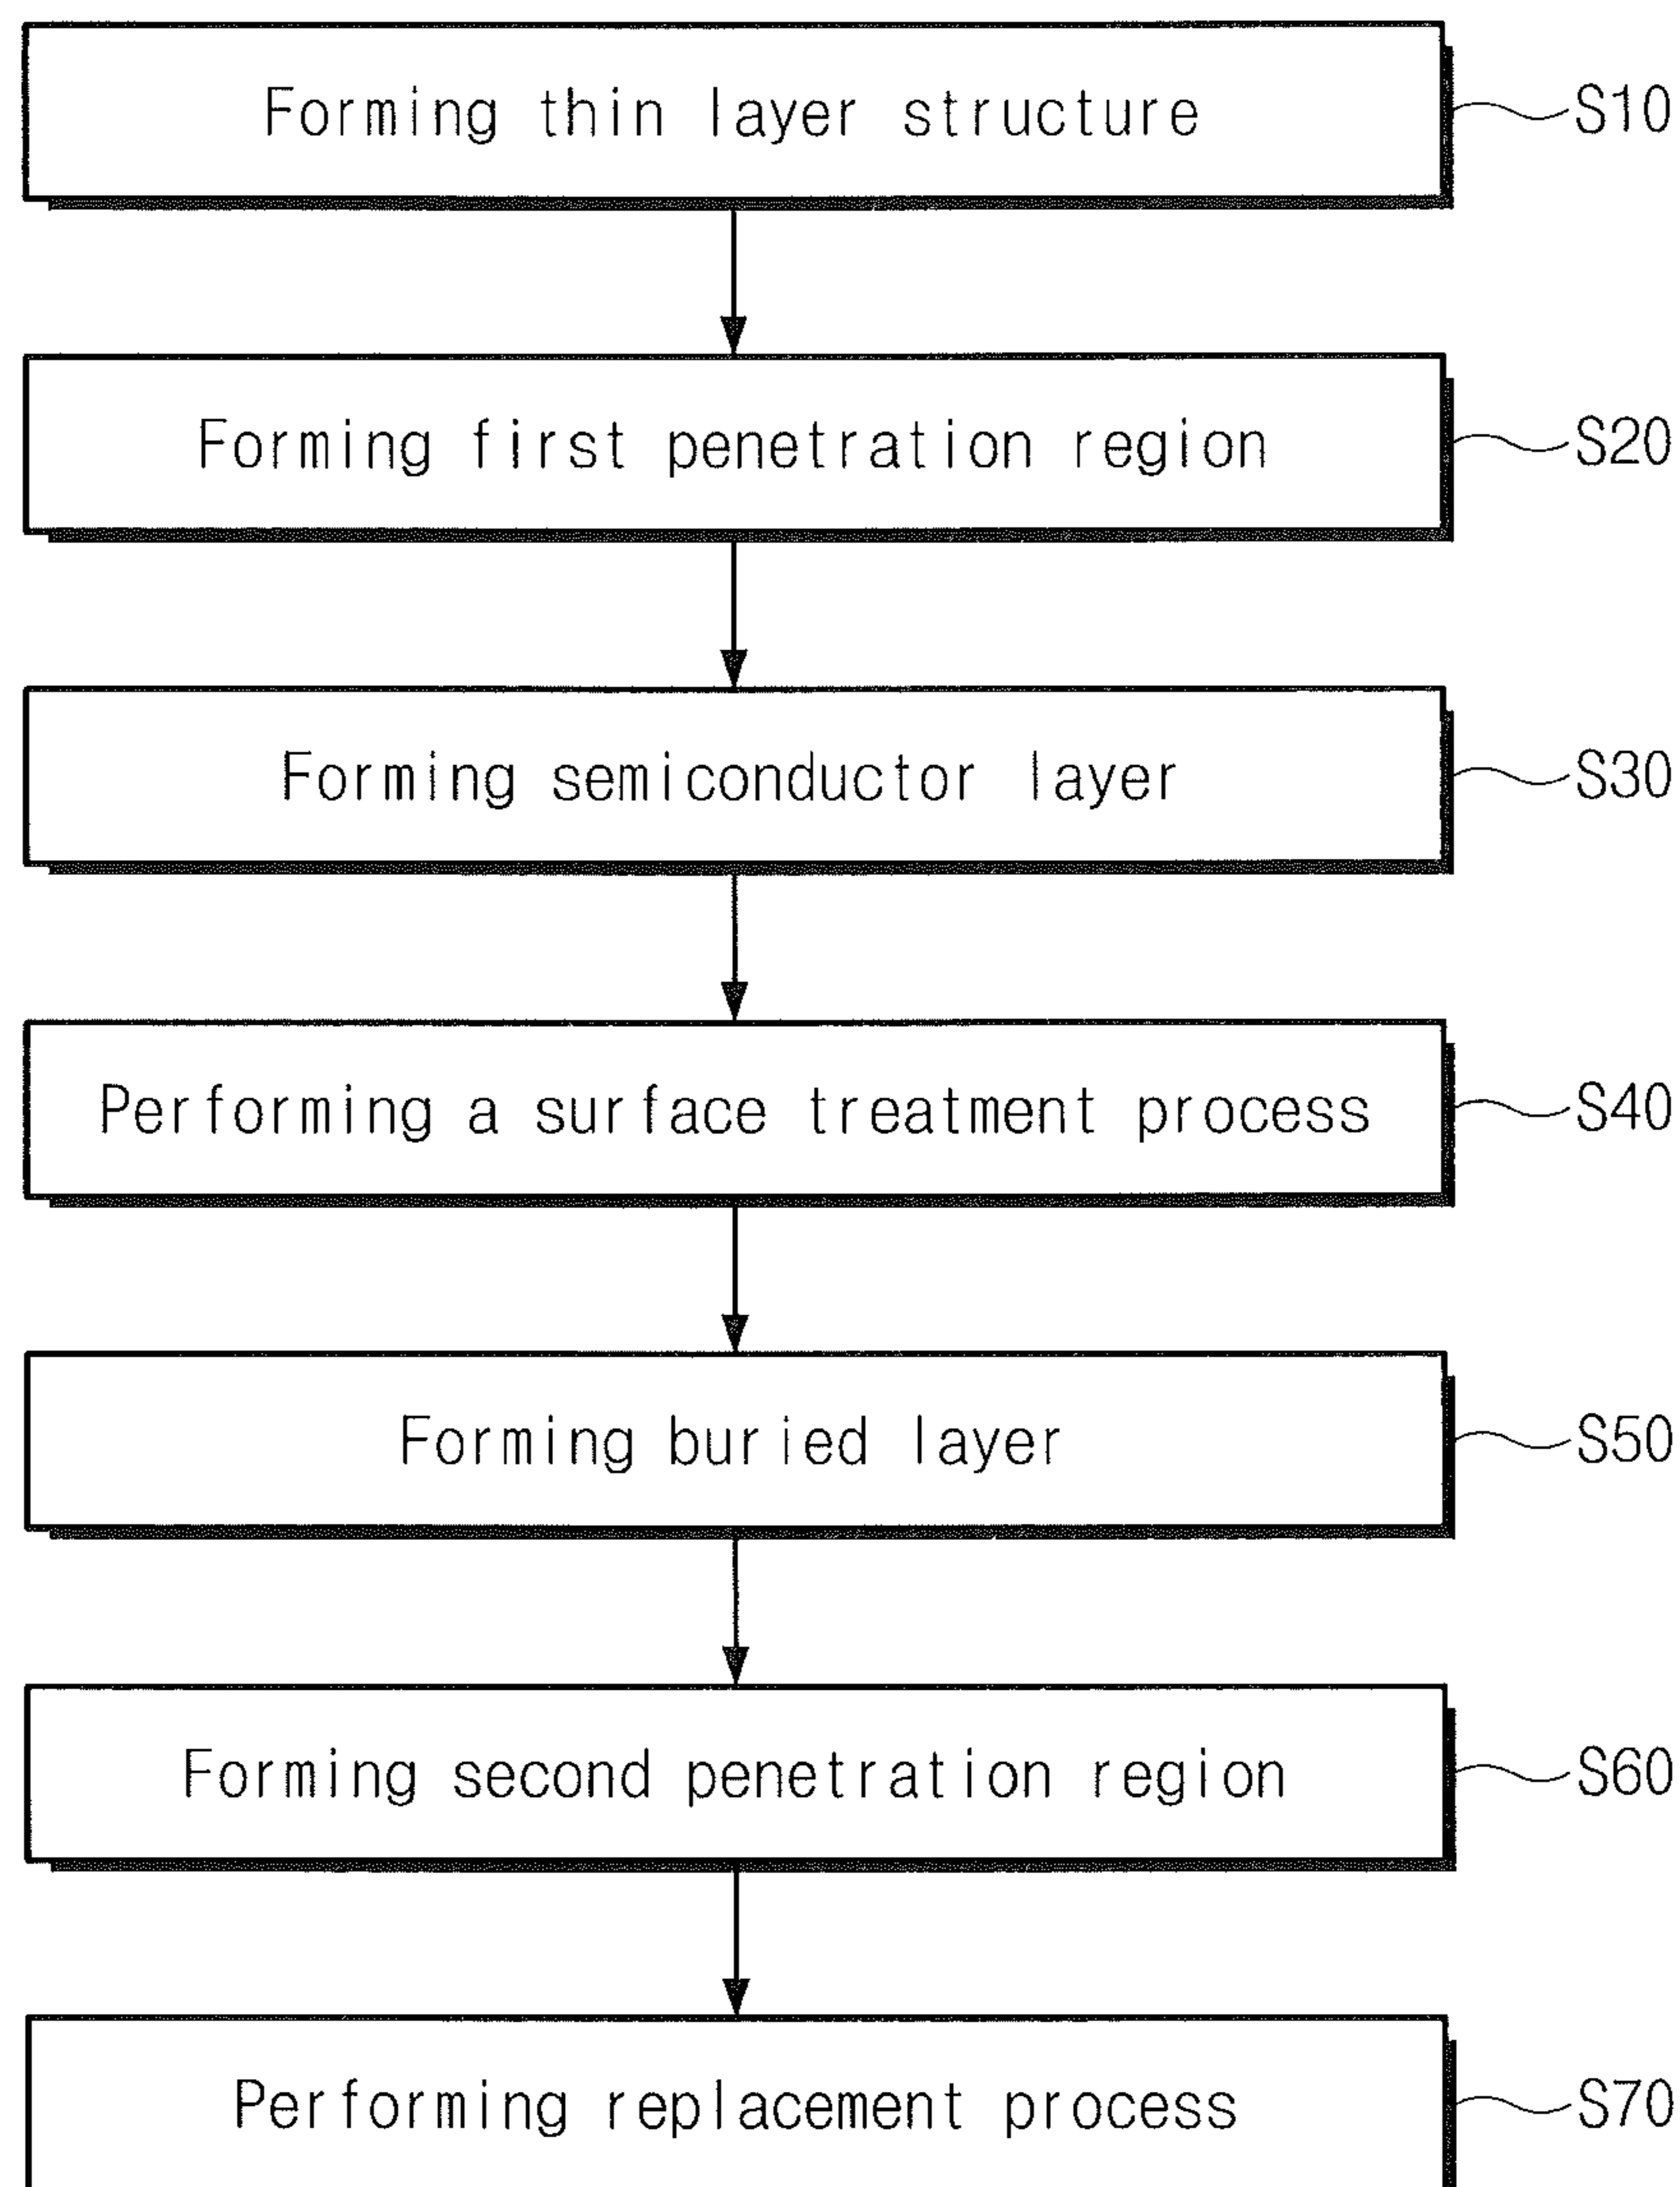 Forming thin layer structure S10
Forming first penetration region S20
Forming semiconductor layer S30
Performing a surface treatment process S40
Forming buried layer S50
Forming second penetration region S60
Performing replacement process S70